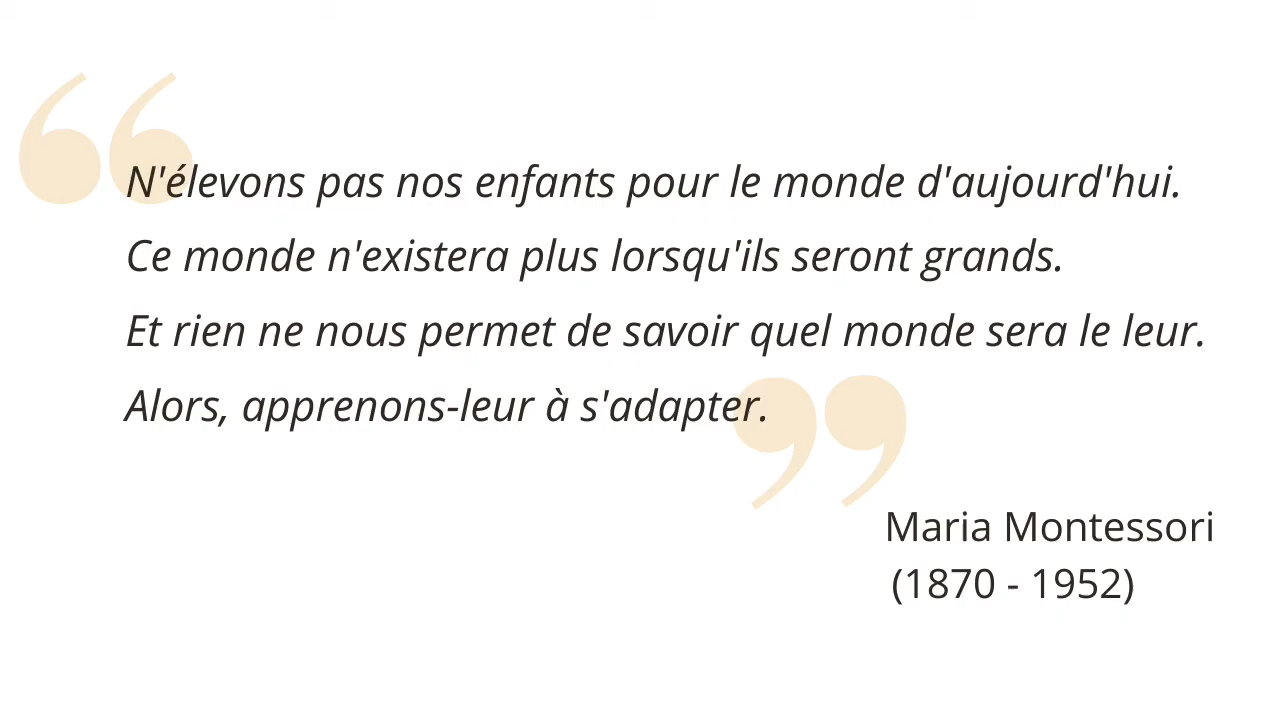 N'élevons pas nos enfants pour le monde d'aujourd'hui.
Ce monde n'existera plus lorsqu'ils seront grands.
Et rien ne nous permet de savoir quel monde sera le leur.
Alors, apprenons-leur à s'adapter.
Maria Montessori
(1870 - 1952)